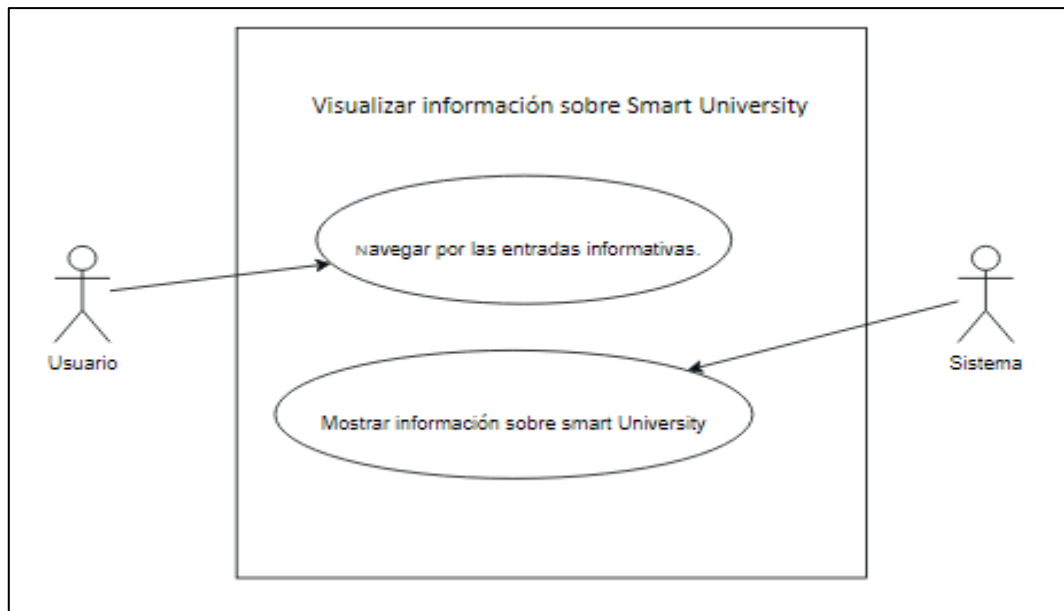 Visualizar información sobre Smart University
Navegar por las entradas informativas.
Usuario
Sistema
Mostrar información sobre smart University